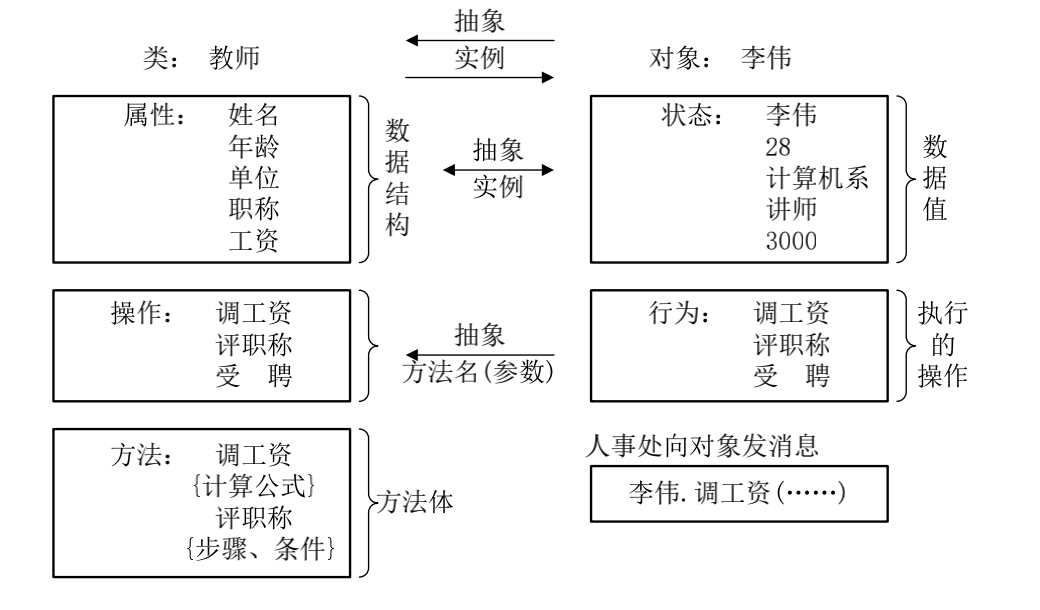 抽象
类： 教师
实例
对象： 李伟
属性： 姓名
年龄
单位
职称
工资
数据结构
抽象
实例
状态： 李伟
28
计算机系
讲师
3000
数据值
操作： 调工资
评职称
受 聘
抽象
方法名(参数)
行为： 调工资
评职称
受 聘
执行
的
操作
方法： 调工资
{计算公式}
评职称
{步骤、条件}
方法体
人事处向对象发消息
李伟.调工资(……)